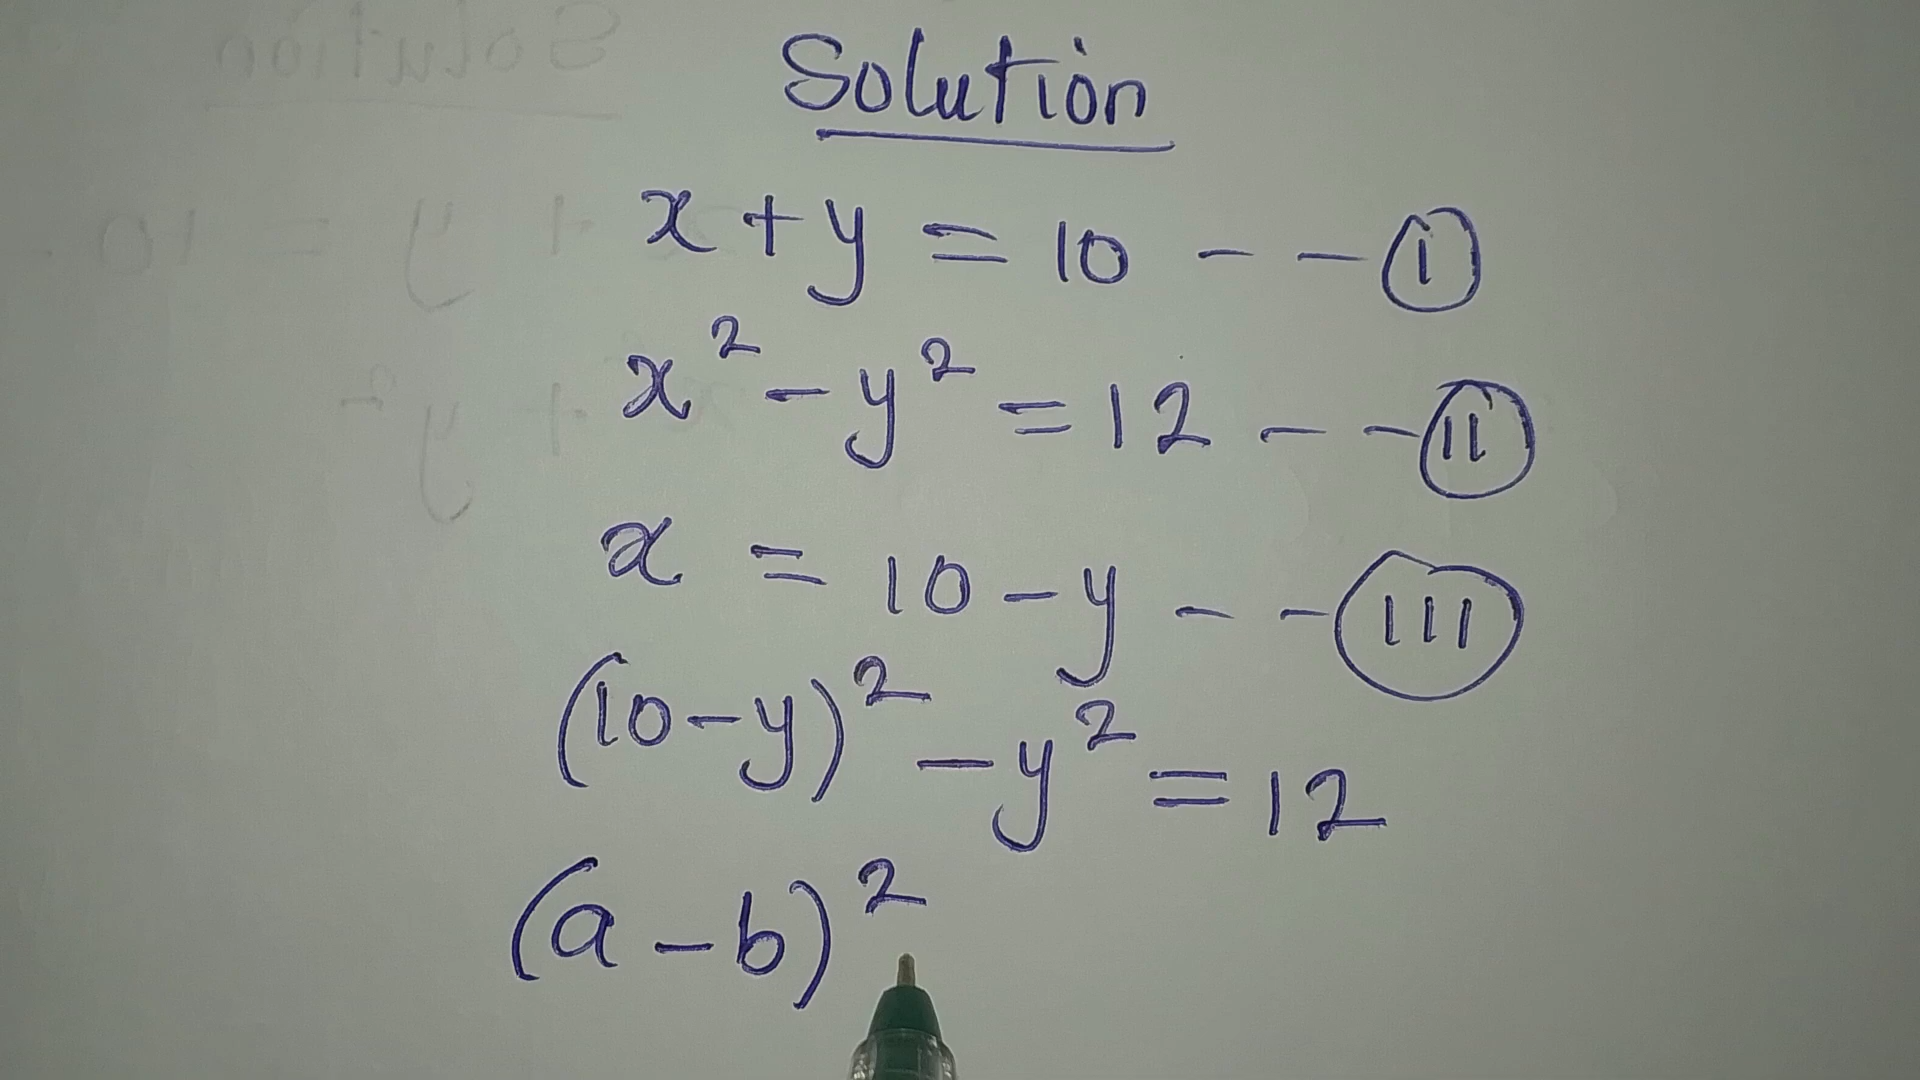 Solution
x + y = 10 - - (I)
x² - y² = 12 - - (II)
x = 10 - y - - (III)
(10 - y)² - y² = 12
(a - b)²